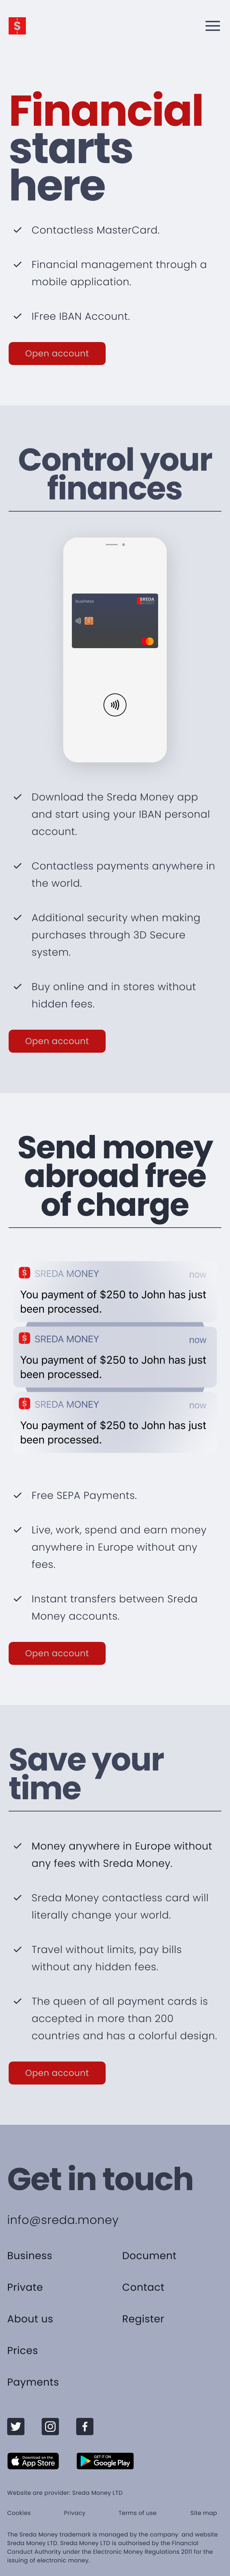 $
Financial
starts
here
Contactless MasterCard.
Financial management through a
mobile application.
IFree IBAN Account.
Open account
Control your
finances
business
SREDA
MONEY
Download the Sreda Money app
and start using your IBAN personal
account.
Contactless payments anywhere in
the world.
Additional security when making
purchases through 3D Secure
system.
Buy online and in stores without
hidden fees.
Open account
Send money
abroad free
of charge
$ SREDA MONEY now
You payment of $250 to John has just
been processed.
$ SREDA MONEY now
You payment of $250 to John has just
been processed.
$ SREDA MONEY now
You payment of $250 to John has just
been processed.
Free SEPA Payments.
Live, work, spend and earn money
anywhere in Europe without any
fees.
Instant transfers between Sreda
Money accounts.
Open account
Save your
time
Money anywhere in Europe without
any fees with Sreda Money.
Sreda Money contactless card will
literally change your world.
Travel without limits, pay bills
without any hidden fees.
The queen of all payment cards is
accepted in more than 200
countries and has a colorful design.
Open account
Get in touch
info@sreda.money
Business Document
Private Contact
About us Register
Prices
Payments
Download on the
App Store
GET IT ON
Google Play
Website are provider: Sreda Money LTD
Cookies Privacy Terms of use Site map
The Sreda Money trademark is managed by the company and website
Sreda Money LTD. Sreda Money LTD is authorised by the Financial
Conduct Authority under the Electronic Money Regulations 2011 for the
issuing of electronic money.